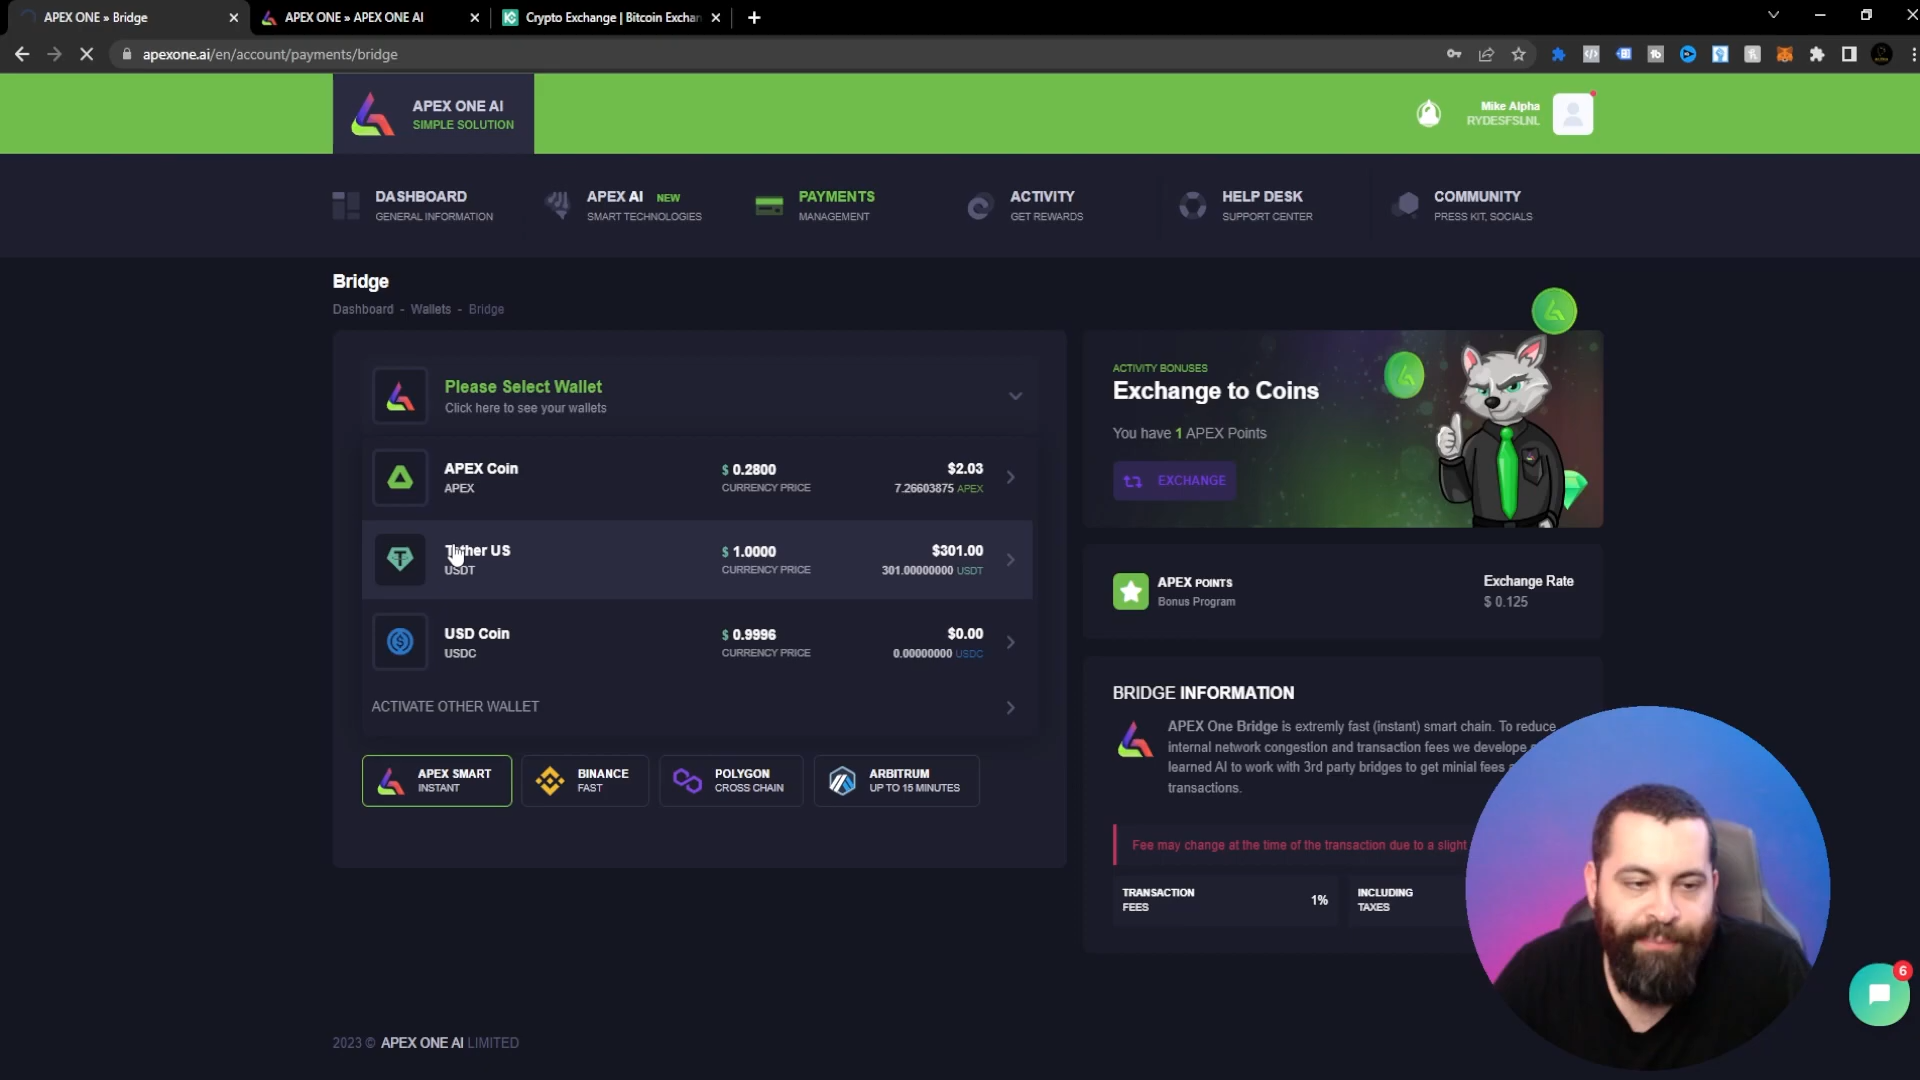 APEX ONE » Bridge
APEX ONE » APEX ONE AI
Crypto Exchange | Bitcoin Exchan
apexone.ai/en/account/payments/bridge
APEX ONE AI
SIMPLE SOLUTION
Mike Alpha
RYDESFSLNL
DASHBOARD
GENERAL INFORMATION
APEX AI NEW
SMART TECHNOLOGIES
PAYMENTS
MANAGEMENT
ACTIVITY
GET REWARDS
HELP DESK
SUPPORT CENTER
COMMUNITY
PRESS KIT, SOCIALS
Bridge
Dashboard - Wallets - Bridge
Please Select Wallet
Click here to see your wallets
APEX Coin
APEX
$ 0.2800
CURRENCY PRICE
$2.03
7.26603875 APEX
Tether US
USDT
$ 1.0000
CURRENCY PRICE
$301.00
301.00000000 USDT
USD Coin
USDC
$ 0.9996
CURRENCY PRICE
$0.00
0.00000000 USDC
ACTIVATE OTHER WALLET
APEX SMART
INSTANT
BINANCE
FAST
POLYGON
CROSS CHAIN
ARBITRUM
UP TO 15 MINUTES
ACTIVITY BONUSES
Exchange to Coins
You have 1 APEX Points
EXCHANGE
APEX POINTS
Bonus Program
Exchange Rate
$ 0.125
BRIDGE INFORMATION
APEX One Bridge is extremly fast (instant) smart chain. To reduce
internal network congestion and transaction fees we develope
learned AI to work with 3rd party bridges to get minial fees
transactions.
Fee may change at the time of the transaction due to a slight
TRANSACTION
FEES
1%
INCLUDING
TAXES
6
2023 © APEX ONE AI LIMITED